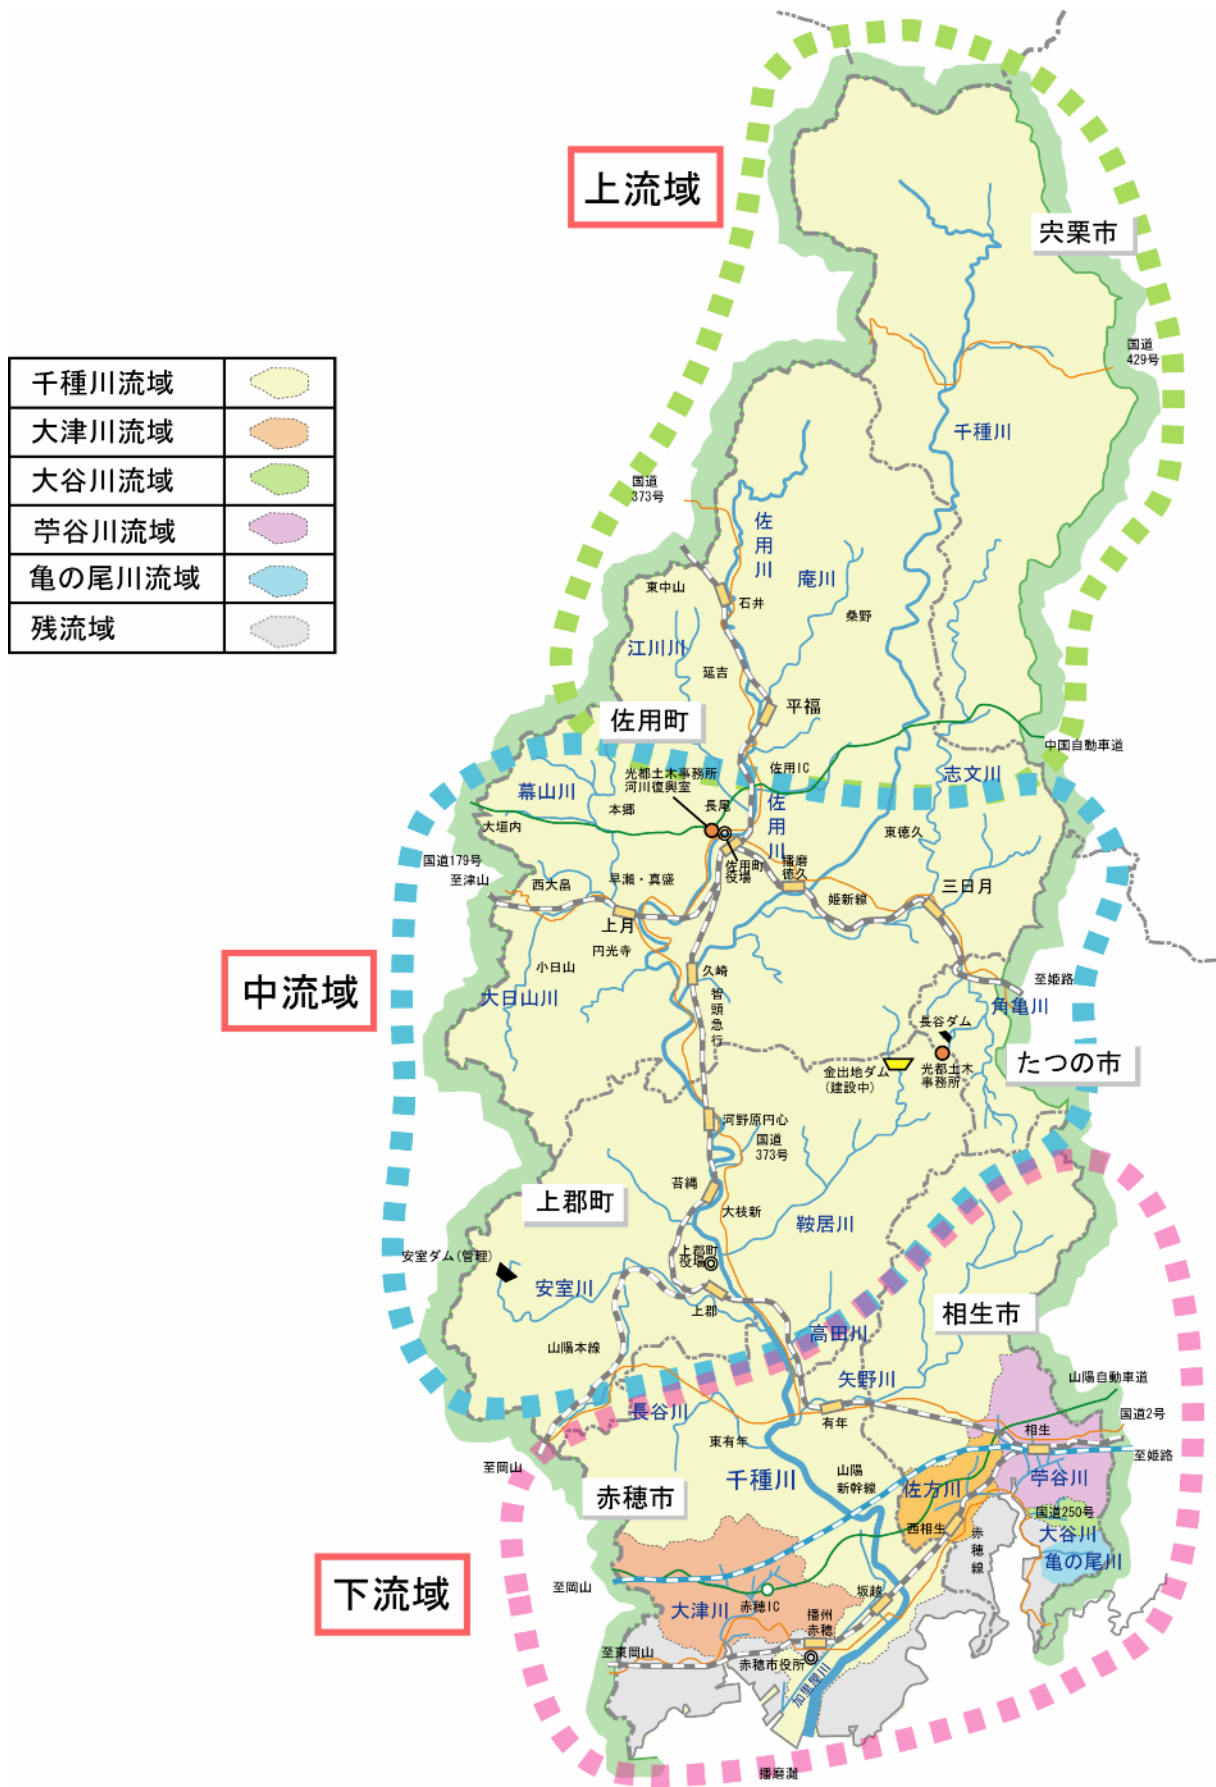 上流域
宍栗市
国道
429号
千種川流域
大津川流域
大谷川流域
苧谷川流域
亀の尾川流域
残流域
千種川
国道
373号
佐用川
庵川
東中山
石井
桑野
江川川
延吉
平福
佐用町
中国自動車道
光都土木事務所
河川復興室
佐用IC
志文川
幕山川
本郷
長尾
佐用川
大垣内
東徳久
国道179号
至津山
佐用町
役場
播磨
徳久
西大畠
早瀬・真盛
姫新線
三日月
上月
円光寺
中流域
小日山
久崎
至姫路
大日山川
智頭急行
角亀川
長谷ダム
金出地ダム
(建設中)
光都土木
事務所
たつの市
河野原円心
国道
373号
苔縄
上郡町
大枝新
鞍居川
安室ダム(管理)
上郡町
役場
安室川
上郡
相生市
高田川
山陽本線
矢野川
山陽自動車道
長谷川
有年
国道2号
相生
東有年
至岡山
千種川
山陽
新幹線
佐方川
苧谷川
至姫路
赤穂市
国道250号
西相生
赤穂線
大谷川
亀の尾川
下流域
至岡山
大津川
赤穂IC
坂越
播州
赤穂
至東岡山
赤穂市役所
加里屋川
播磨灘